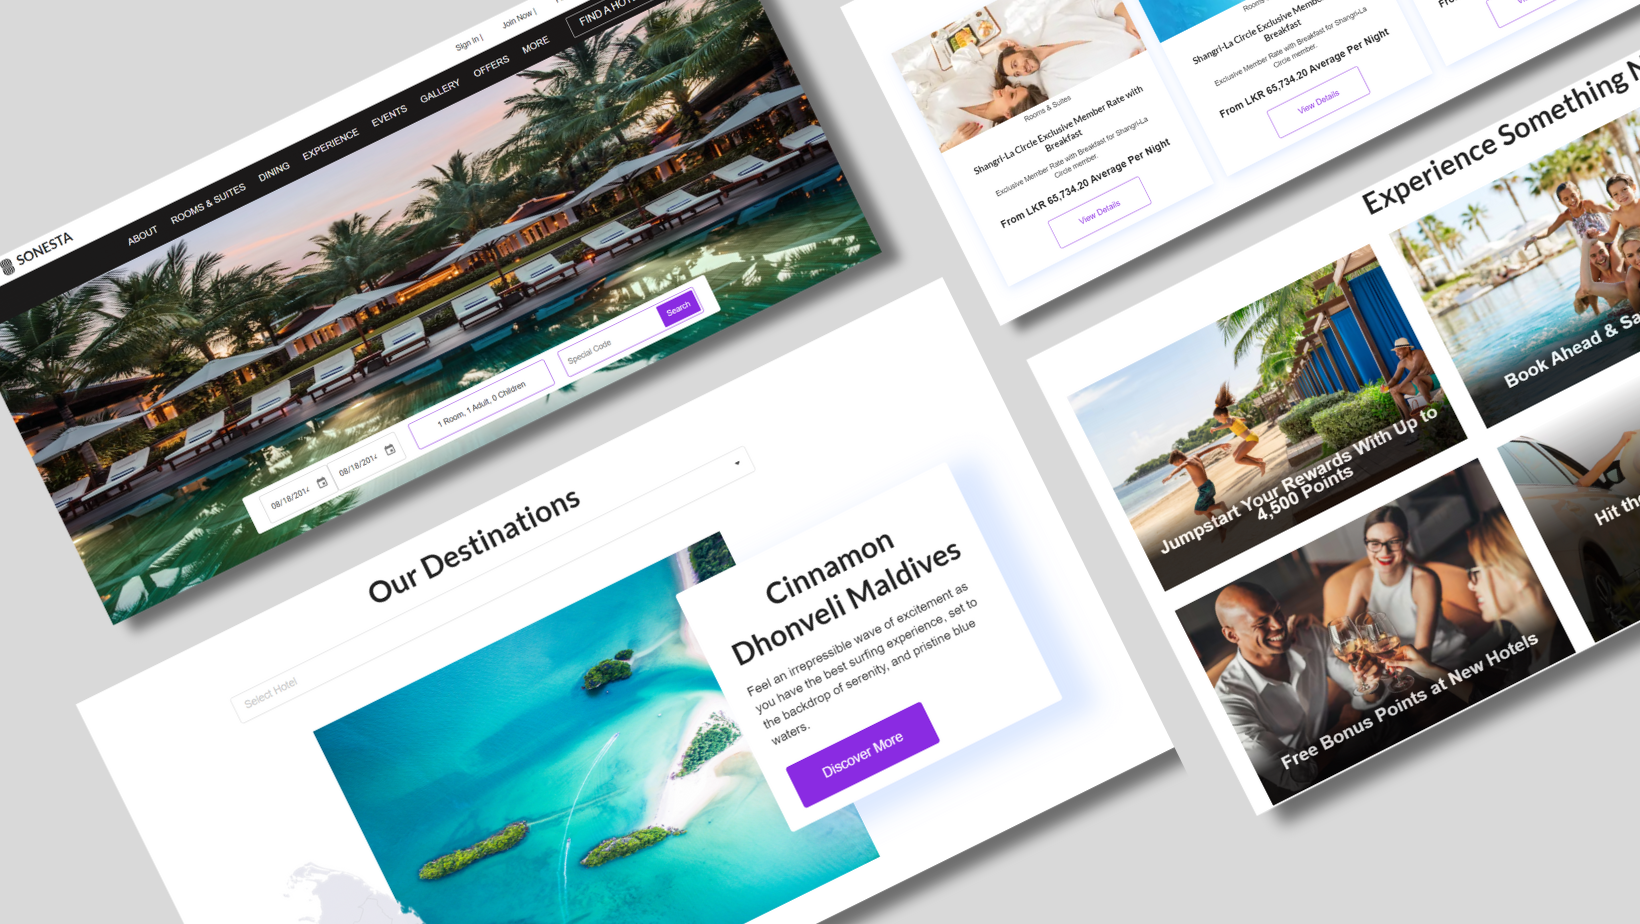 Sign In |
Join Now |
SONESTA
ABOUT
ROOMS & SUITES
DINING
EXPERIENCE
EVENTS
GALLERY
OFFERS
MORE
FIND A HOT
08/18/2014
08/18/2014
1 Room, 1 Adult, 0 Children
Special Code
Search
Rooms & Suites
Shangri-La Circle Exclusive Member Rate with
Breakfast
Exclusive Member Rate with Breakfast for Shangri-La
Circle member.
From LKR 65,734.20 Average Per Night
View Details
Rooms
Shangri-La Circle Exclusive Membe
Breakfast
Exclusive Member Rate with Breakfast for Shangri-La
Circle member.
From LKR 65,734.20 Average Per Night
View Details
Fro
Our Destinations
Select Hotel
Cinnamon
Dhonveli Maldives
Feel an irrepressible wave of excitement as
you have the best surfing experience, set to
the backdrop of serenity, and pristine blue
waters.
Discover More
Experience Something N
Jumpstart Your Rewards With Up to
4,500 Points
Book Ahead & Sa
Free Bonus Points at New Hotels
Hit th